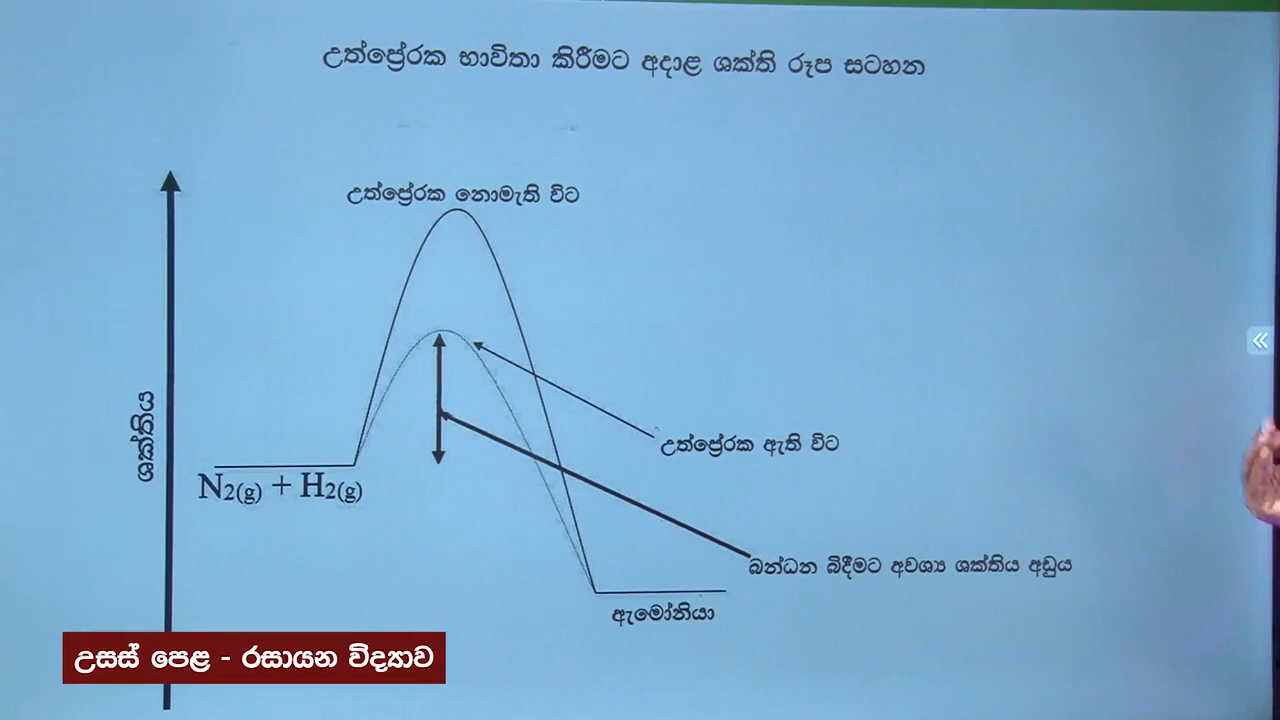 උත්ප්‍රේරක භාවිතා කිරීමට අදාළ ශක්ති රූප සටහන
උත්ප්‍රේරක නොමැති විට
ශක්තිය
උත්ප්‍රේරක ඇති විට
N₂(g) + H₂(g)
බන්ධන බිදීමට අවශ්‍ය ශක්තිය අඩුය
ඇමෝනියා
උසස් පෙළ - රසායන විද්‍යාව